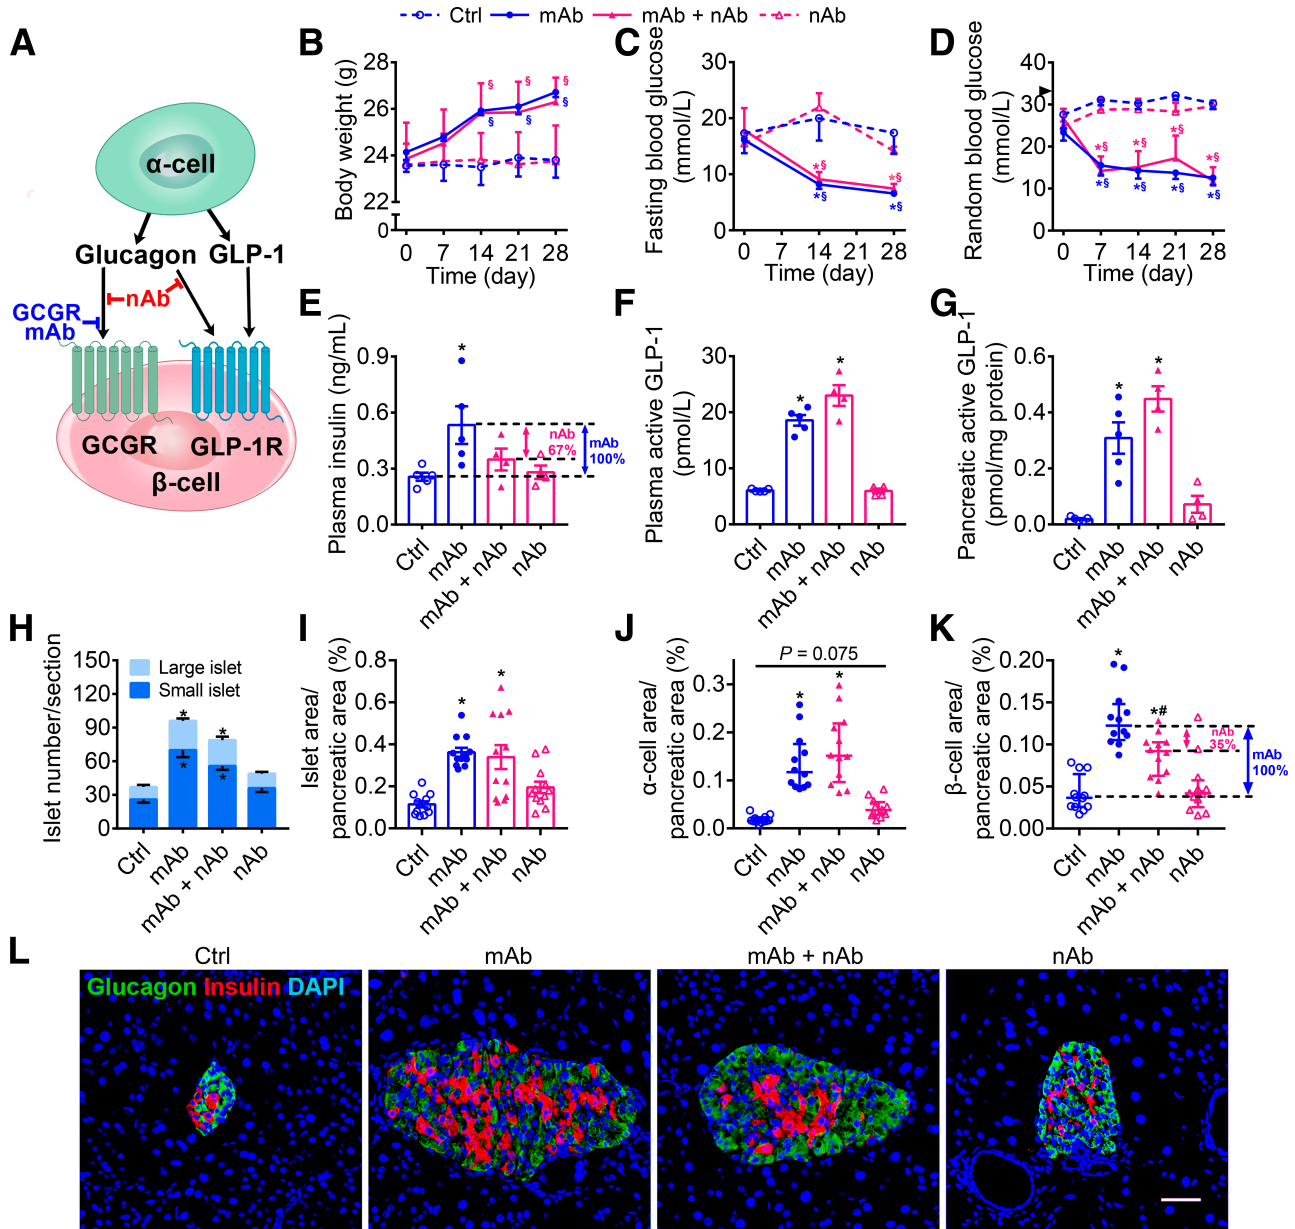 Ctrl mAb mAb + nAb nAb
A
α-cell
Glucagon GLP-1
nAb
GCGR
mAb
GCGR GLP-1R
β-cell
B
Body weight (g)
28
26
24
22
0
0 7 14 21 28
Time (day)
§ § §
§ § §
C
Fasting blood glucose
(mmol/L)
30
20
10
0
0 7 14 21 28
Time (day)
*§ *§
*§ *§
D
Random blood glucose
(mmol/L)
40
30
20
10
0
0 7 14 21 28
Time (day)
*§ *§ *§ *§
*§ *§ *§ *§
E
Plasma insulin (ng/mL)
0.9
0.6
0.3
0.0
*
nAb
67%
mAb
100%
Ctrl mAb mAb + nAb nAb
F
Plasma active GLP-1
(pmol/L)
30
20
10
0
* *
Ctrl mAb mAb + nAb nAb
G
Pancreatic active GLP-1
(pmol/mg protein)
0.6
0.4
0.2
0.0
* *
Ctrl mAb mAb + nAb nAb
H
Islet number/section
150
120
90
60
30
0
Large islet
Small islet
* *
* *
Ctrl mAb mAb + nAb nAb
I
Islet area/
pancreatic area (%)
0.8
0.6
0.4
0.2
0.0
* *
Ctrl mAb mAb + nAb nAb
J
α-cell area/
pancreatic area (%)
0.3
0.2
0.1
0.0
P = 0.075
* *
Ctrl mAb mAb + nAb nAb
K
β-cell area/
pancreatic area (%)
0.20
0.15
0.10
0.05
0.00
*
*#
nAb
35%
mAb
100%
Ctrl mAb mAb + nAb nAb
L
Ctrl mAb mAb + nAb nAb
Glucagon Insulin DAPI